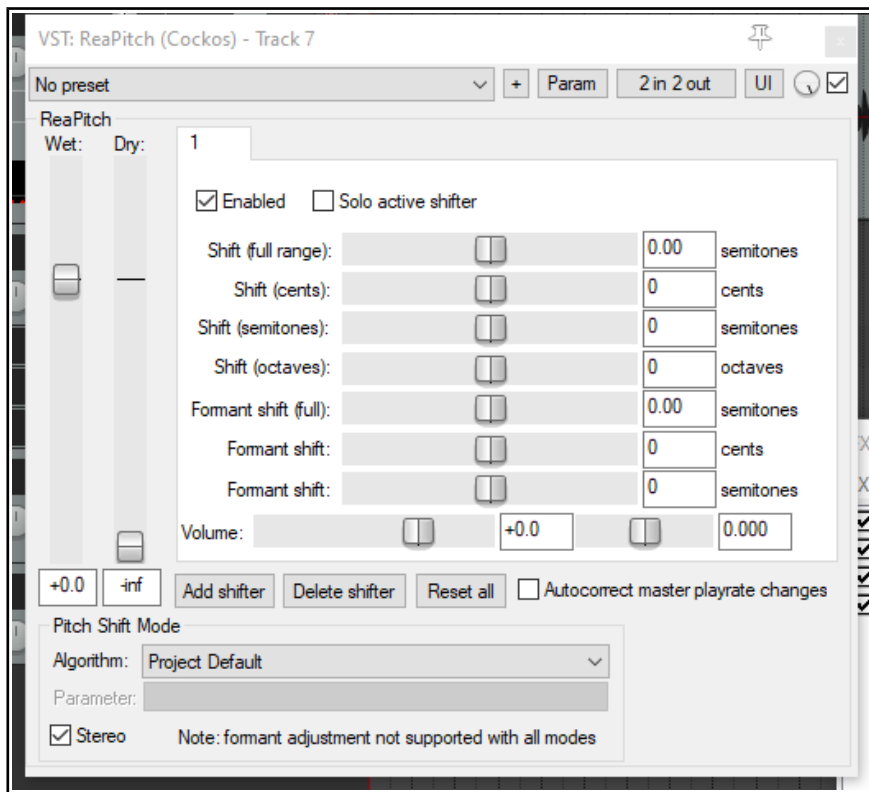 VST: ReaPitch (Cockos) - Track 7
x
No preset
+ Param 2 in 2 out UI
ReaPitch
Wet: Dry: 1
Enabled Solo active shifter
Shift (full range): 0.00 semitones
Shift (cents): 0 cents
Shift (semitones): 0 semitones
Shift (octaves): 0 octaves
Formant shift (full): 0.00 semitones
Formant shift: 0 cents
Formant shift: 0 semitones
Volume: +0.0 0.000
+0.0 -inf Add shifter Delete shifter Reset all Autocorrect master playrate changes
Pitch Shift Mode
Algorithm: Project Default
Parameter:
Stereo Note: formant adjustment not supported with all modes